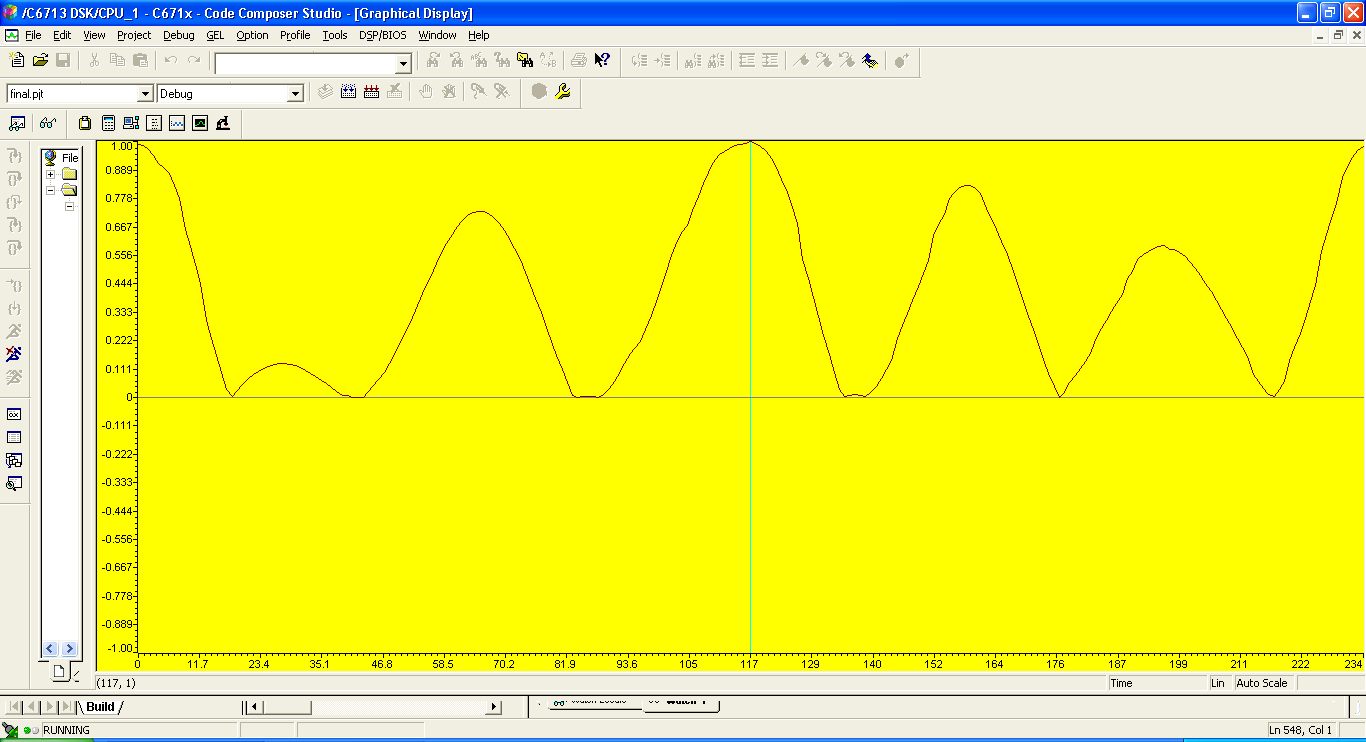 /C6713 DSK/CPU_1 - C671x - Code Composer Studio - [Graphical Display]
File Edit View Project Debug GEL Option Profile Tools DSP/BIOS Window Help
final.pjt Debug
File
1.00
0.889
0.778
0.667
0.556
0.444
0.333
0.222
0.111
0
-0.111
-0.222
-0.333
-0.444
-0.556
-0.667
-0.778
-0.889
-1.00
0 11.7 23.4 35.1 46.8 58.5 70.2 81.9 93.6 105 117 129 140 152 164 176 187 199 211 222 234
(117, 1) Time Lin Auto Scale
Build
RUNNING Ln 548, Col 1